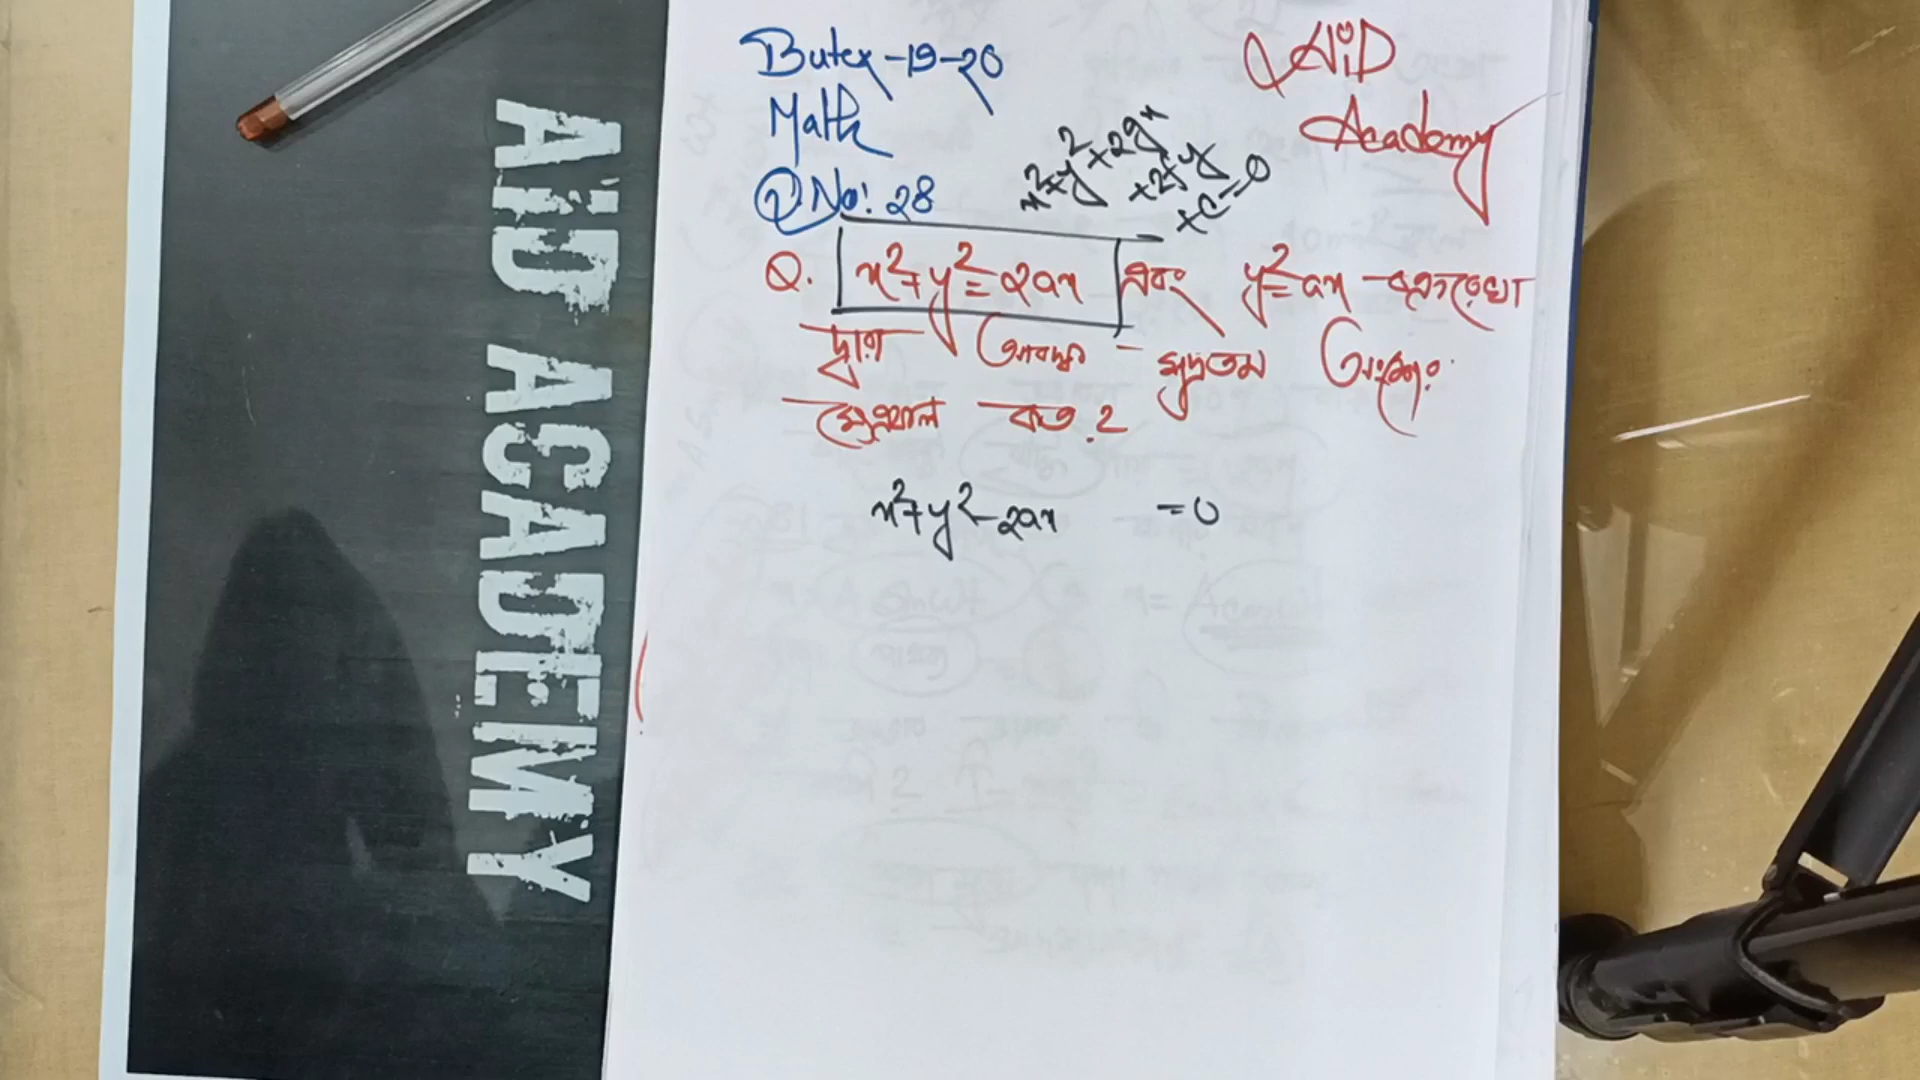 AID ACADEMY
Butex-19-20
Math
Q.No: 28
AiD
Academy
x²+y²+2gx
+2fy
+c=0
Q. x²+y²=2ax এবং y²=ax বক্ররেখা
দ্বারা আবদ্ধ ক্ষুদ্রতম অংশের
ক্ষেত্রফল কত?
x²+y²-2ax =0